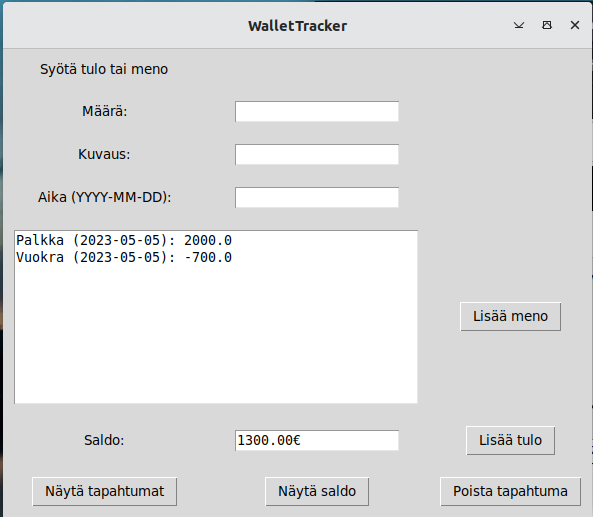 WalletTracker
Syötä tulo tai meno
Määrä:
Kuvaus:
Aika (YYYY-MM-DD):
Palkka (2023-05-05): 2000.0
Vuokra (2023-05-05): -700.0
Lisää meno
Saldo: 1300.00€ Lisää tulo
Näytä tapahtumat Näytä saldo Poista tapahtuma